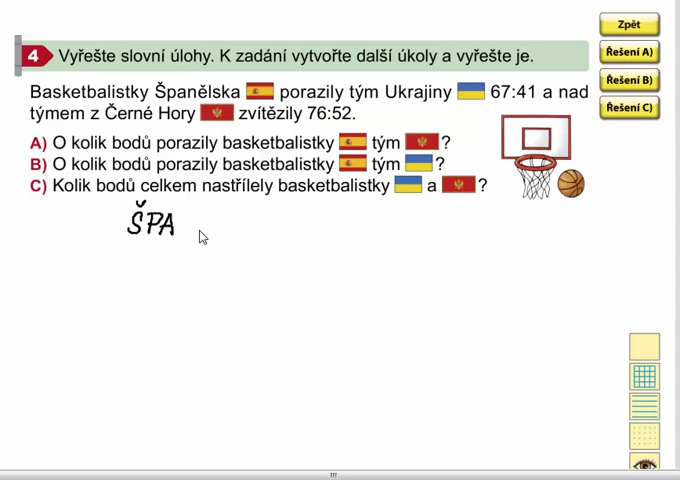 Zpět
4 Vyřešte slovní úlohy. K zadání vytvořte další úkoly a vyřešte je.
Řešení A)
Řešení B)
Řešení C)
Basketbalistky Španělska porazily tým Ukrajiny 67:41 a nad
týmem z Černé Hory zvítězily 76:52.
A) O kolik bodů porazily basketbalistky tým ?
B) O kolik bodů porazily basketbalistky tým ?
C) Kolik bodů celkem nastřílely basketbalistky a ?
ŠPA